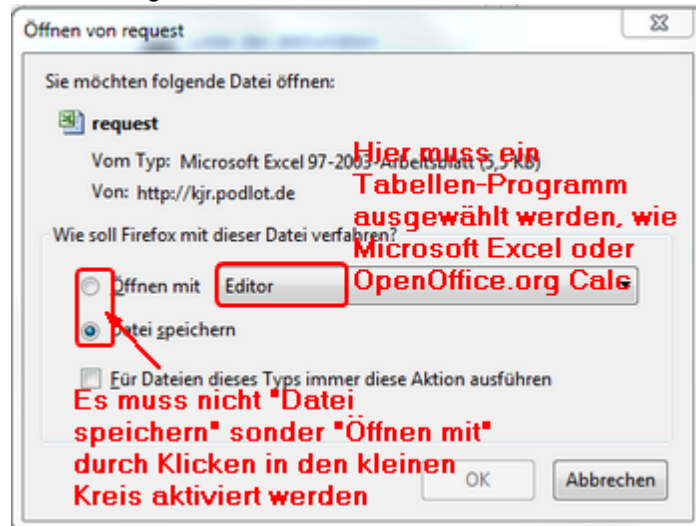 Öffnen von request
Sie möchten folgende Datei öffnen:
request
Vom Typ: Microsoft Excel 97-2003-Arbeitsblatt (5,5 KB)
Von: http://kjr.podlot.de
Hier muss ein
Tabellen-Programm
ausgewählt werden, wie
Microsoft Excel oder
OpenOffice.org Calc
Wie soll Firefox mit dieser Datei verfahren?
Öffnen mit Editor
Datei speichern
Für Dateien dieses Typs immer diese Aktion ausführen
Es muss nicht "Datei
speichern" sonder "Öffnen mit"
durch Klicken in den kleinen
Kreis aktiviert werden
OK Abbrechen